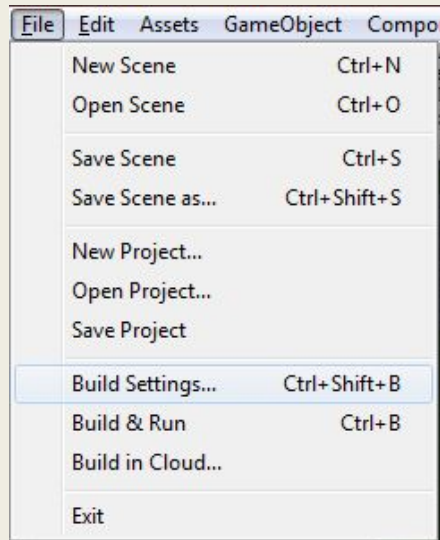 File Edit Assets GameObject Compo
New Scene Ctrl+N
Open Scene Ctrl+O
Save Scene Ctrl+S
Save Scene as... Ctrl+Shift+S
New Project...
Open Project...
Save Project
Build Settings... Ctrl+Shift+B
Build & Run Ctrl+B
Build in Cloud...
Exit